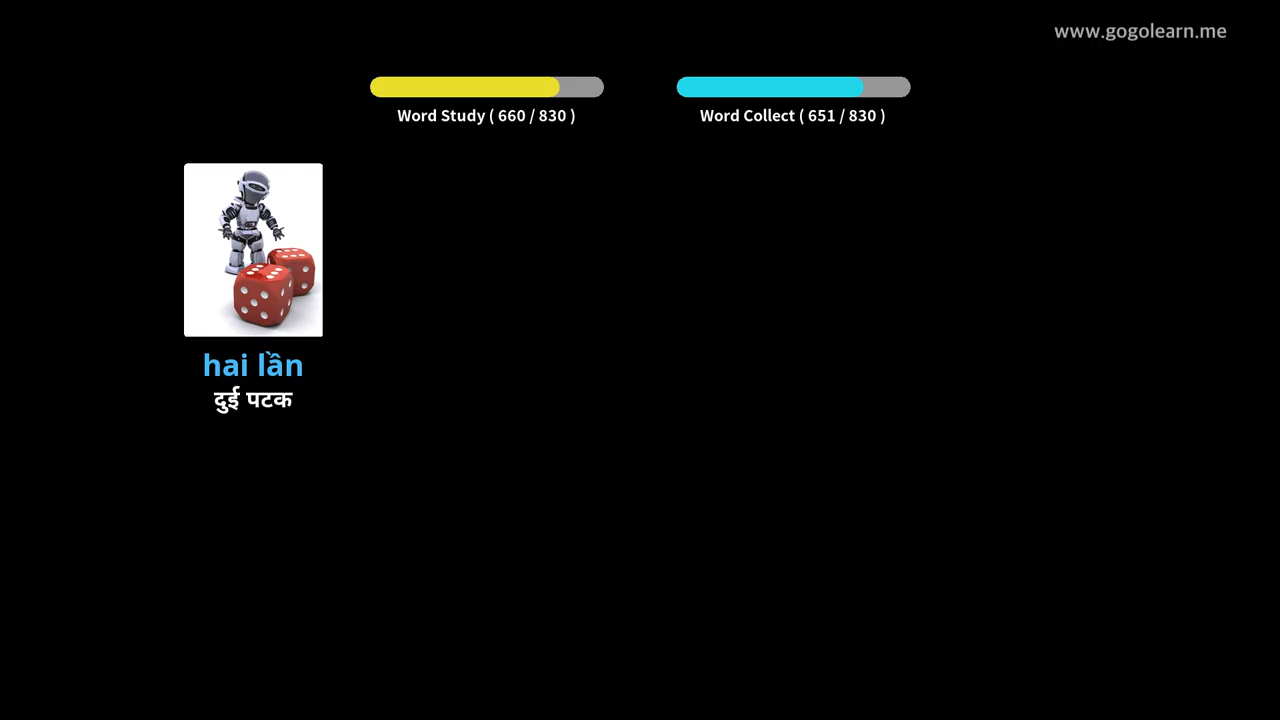 www.gogolearn.me
Word Study ( 660 / 830 )
Word Collect ( 651 / 830 )
hai lần
दुई पटक